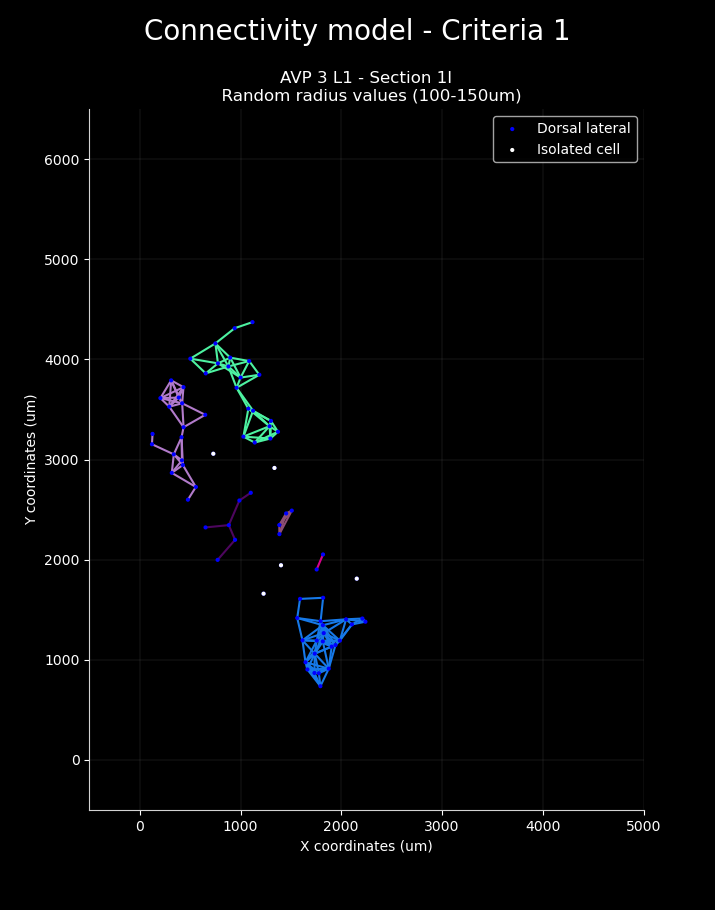 Connectivity model - Criteria 1
AVP 3 L1 - Section 1I
Random radius values (100-150um)
Dorsal lateral
Isolated cell
6000
5000
4000
3000
2000
1000
0
Y coordinates (um)
0 1000 2000 3000 4000 5000
X coordinates (um)